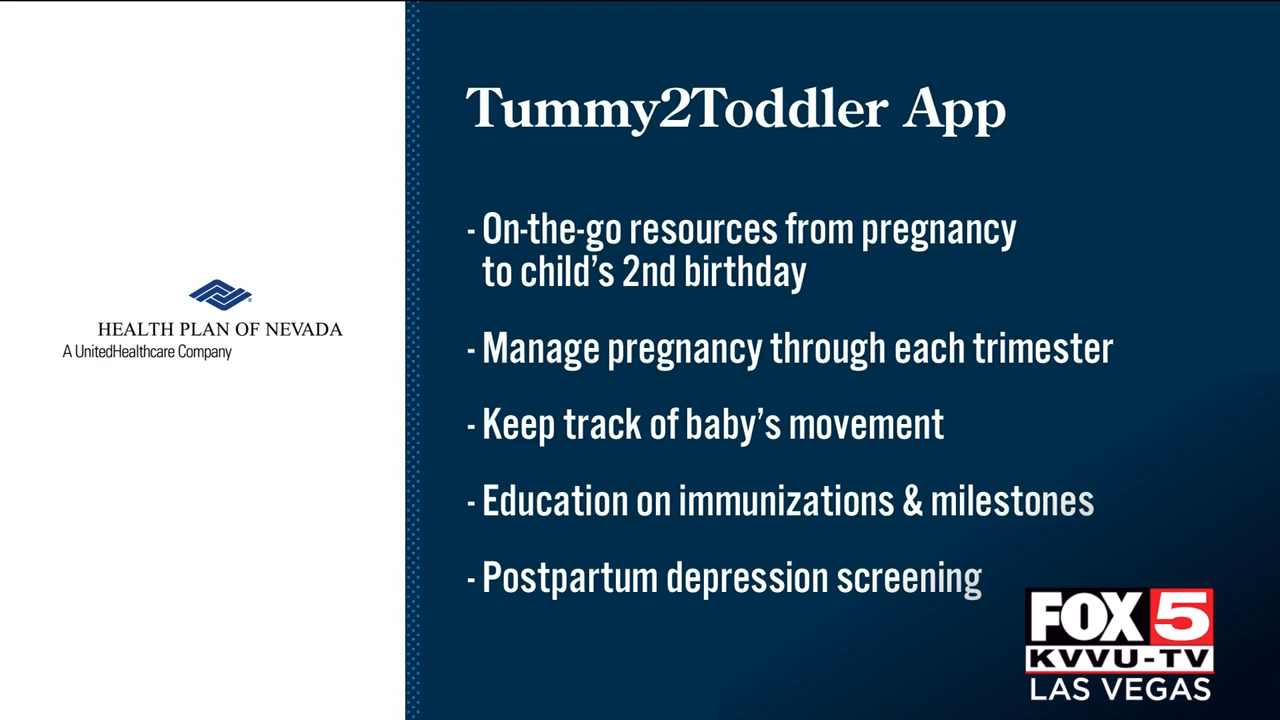 HEALTH PLAN OF NEVADA
A UnitedHealthcare Company
Tummy2Toddler App
- On-the-go resources from pregnancy
to child's 2nd birthday
- Manage pregnancy through each trimester
- Keep track of baby's movement
- Education on immunizations & milestones
- Postpartum depression screening
FOX 5
KVVU-TV
LAS VEGAS